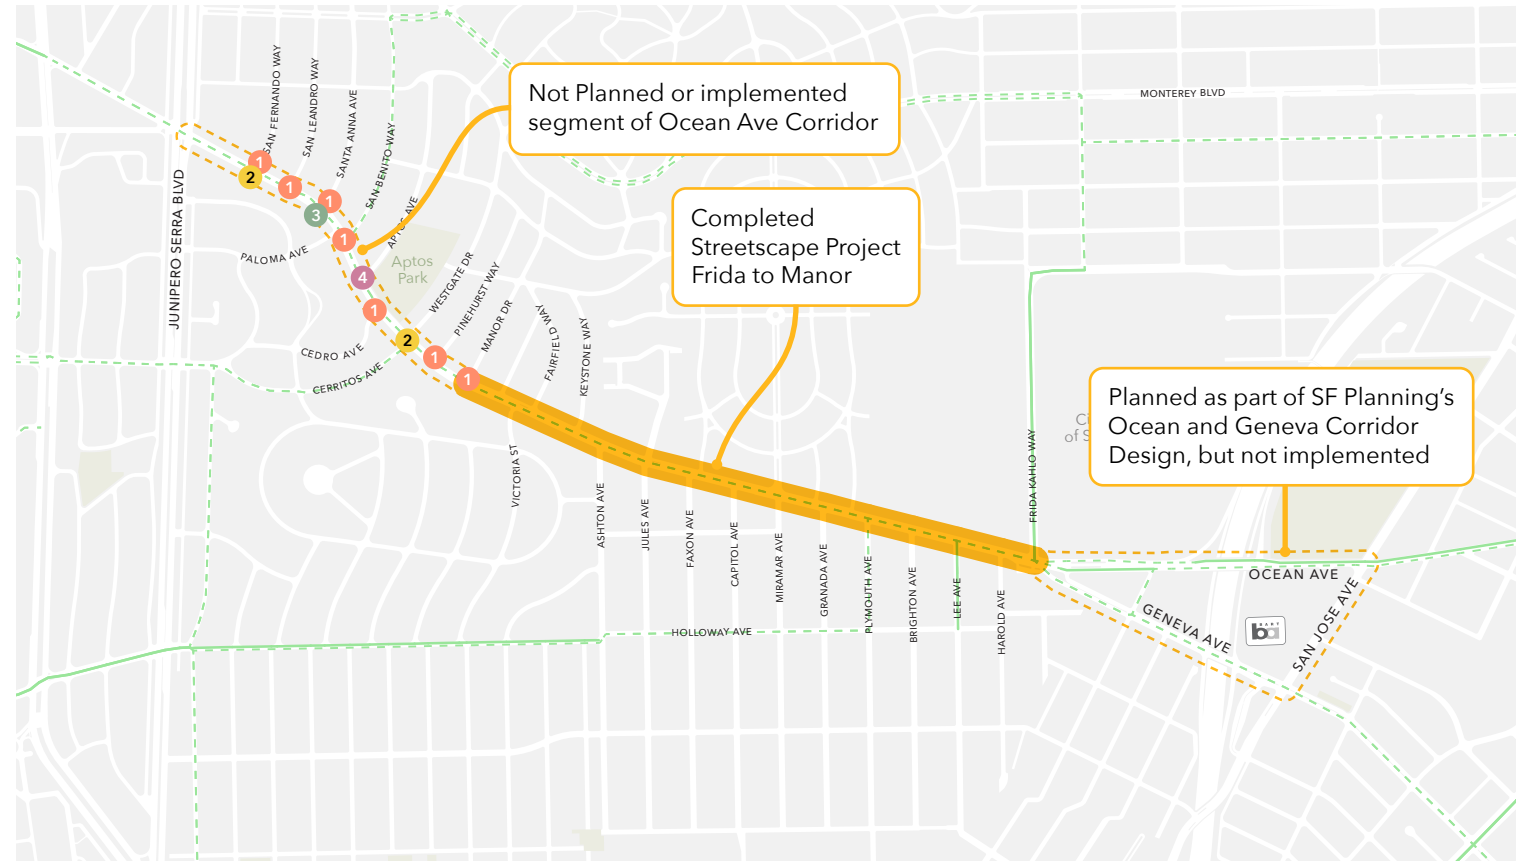 Not Planned or implemented
segment of Ocean Ave Corridor
Completed
Streetscape Project
Frida to Manor
Planned as part of SF Planning’s
Ocean and Geneva Corridor
Design, but not implemented
MONTEREY BLVD
SAN FERNANDO WAY
SAN LEANDRO WAY
SANTA ANNA AVE
SAN BENITO WAY
APTOS AVE
JUNIPERO SERRA BLVD
PALOMA AVE
Aptos
Park
WESTGATE DR
PINEHURST WAY
MANOR DR
FAIRFIELD WAY
KEYSTONE WAY
CEDRO AVE
CERRITOS AVE
1
2
1
1
3
1
4
1
2
1
1
Ci
of S
FRIDA KAHLO WAY
VICTORIA ST
ASHTON AVE
JULES AVE
FAXON AVE
CAPITOL AVE
MIRAMAR AVE
GRANADA AVE
PLYMOUTH AVE
BRIGHTON AVE
LEE AVE
HAROLD AVE
HOLLOWAY AVE
OCEAN AVE
GENEVA AVE
SAN JOSE AVE
ba